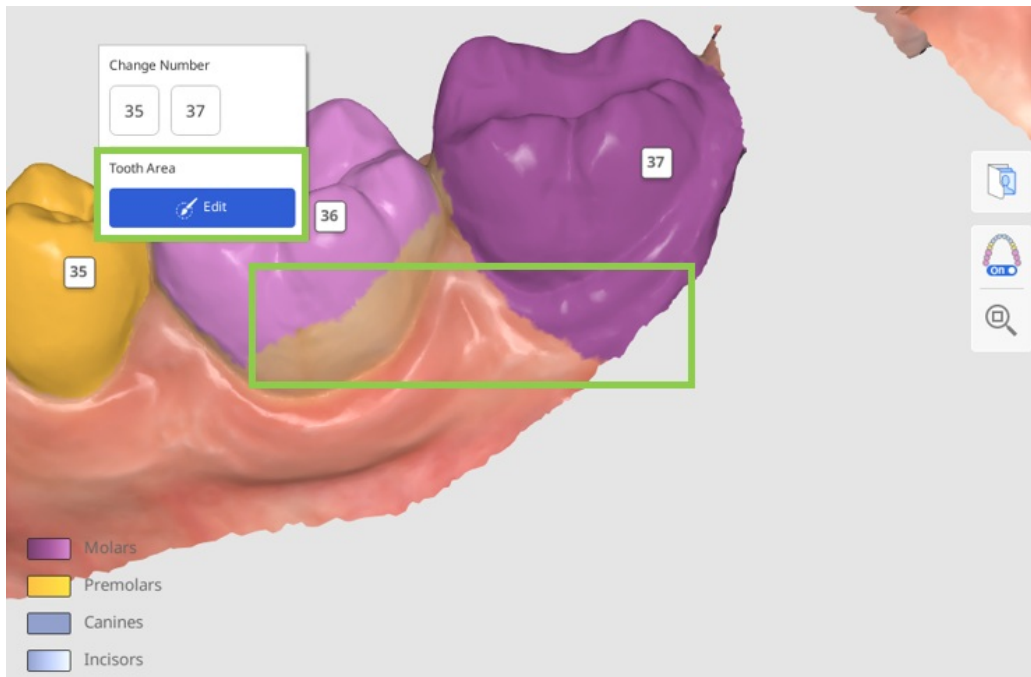 Change Number
35 37
Tooth Area
Edit
36
37
35
On
Molars
Premolars
Canines
Incisors